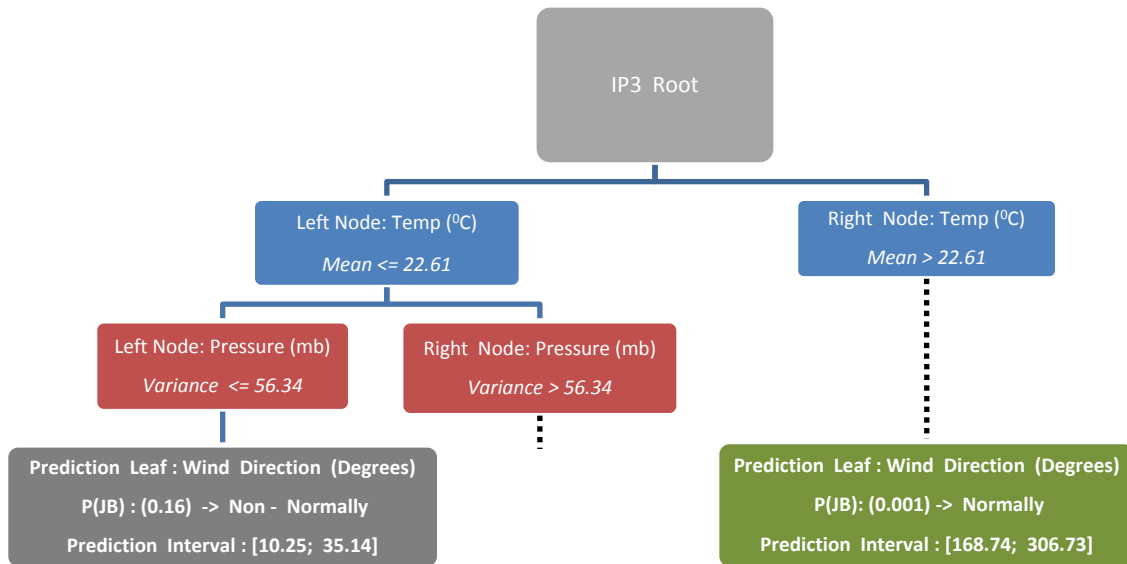 IP3 Root
Left Node: Temp (⁰C)
Mean <= 22.61
Right Node: Temp (⁰C)
Mean > 22.61
Left Node: Pressure (mb)
Variance <= 56.34
Right Node: Pressure (mb)
Variance > 56.34
Prediction Leaf : Wind Direction (Degrees)
P(JB) : (0.16) -> Non - Normally
Prediction Interval : [10.25; 35.14]
Prediction Leaf : Wind Direction (Degrees)
P(JB): (0.001) -> Normally
Prediction Interval : [168.74; 306.73]